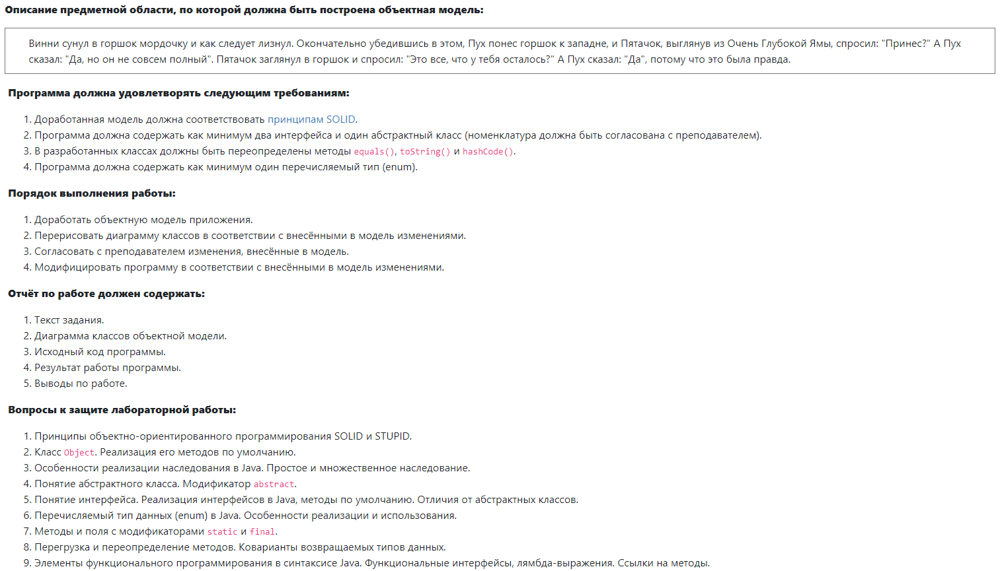 Описание предметной области, по которой должна быть построена объектная модель:
Винни сунул в горшок мордочку и как следует лизнул. Окончательно убедившись в этом, Пух понес горшок к западне, и Пятачок, выглянув из Очень Глубокой Ямы, спросил: "Принес?" А Пух
сказал: "Да, но он не совсем полный". Пятачок заглянул в горшок и спросил: "Это все, что у тебя осталось?" А Пух сказал: "Да", потому что это была правда.
Программа должна удовлетворять следующим требованиям:
1. Доработанная модель должна соответствовать принципам SOLID.
2. Программа должна содержать как минимум два интерфейса и один абстрактный класс (номенклатура должна быть согласована с преподавателем).
3. В разработанных классах должны быть переопределены методы equals(), toString() и hashCode().
4. Программа должна содержать как минимум один перечисляемый тип (enum).
Порядок выполнения работы:
1. Доработать объектную модель приложения.
2. Перерисовать диаграмму классов в соответствии с внесёнными в модель изменениями.
3. Согласовать с преподавателем изменения, внесённые в модель.
4. Модифицировать программу в соответствии с внесёнными в модель изменениями.
Отчёт по работе должен содержать:
1. Текст задания.
2. Диаграмма классов объектной модели.
3. Исходный код программы.
4. Результат работы программы.
5. Выводы по работе.
Вопросы к защите лабораторной работы:
1. Принципы объектно-ориентированного программирования SOLID и STUPID.
2. Класс Object. Реализация его методов по умолчанию.
3. Особенности реализации наследования в Java. Простое и множественное наследование.
4. Понятие абстрактного класса. Модификатор abstract.
5. Понятие интерфейса. Реализация интерфейсов в Java, методы по умолчанию. Отличия от абстрактных классов.
6. Перечисляемый тип данных (enum) в Java. Особенности реализации и использования.
7. Методы и поля с модификаторами static и final.
8. Перегрузка и переопределение методов. Коварианты возвращаемых типов данных.
9. Элементы функционального программирования в синтаксисе Java. Функциональные интерфейсы, лямбда-выражения. Ссылки на методы.